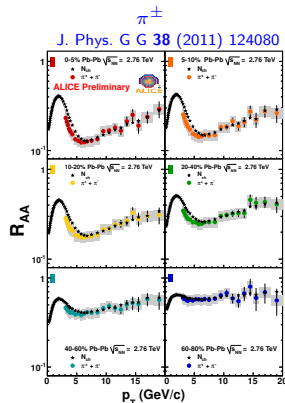 π±
J. Phys. G G 38 (2011) 124080
0-5% Pb-Pb √sNN = 2.76 TeV
Nch
π+ + π-
ALICE Preliminary
ALICE
5-10% Pb-Pb √sNN = 2.76 TeV
Nch
π+ + π-
1
10-1
10-20% Pb-Pb √sNN = 2.76 TeV
Nch
π+ + π-
20-40% Pb-Pb √sNN = 2.76 TeV
Nch
π+ + π-
RAA
1
10-1
1
40-60% Pb-Pb √sNN = 2.76 TeV
Nch
π+ + π-
60-80% Pb-Pb √sNN = 2.76 TeV
Nch
π+ + π-
10-1
0 5 10 15 0 5 10 15 20
pT GeV/c